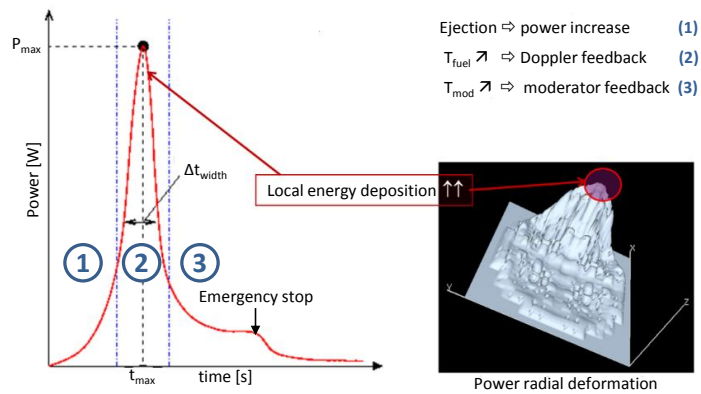 Ejection ⇨ power increase (1)
T_fuel ↗ ⇨ Doppler feedback (2)
T_mod ↗ ⇨ moderator feedback (3)
P_max
Power [W]
Δt_width
Local energy deposition ↑↑
1 2 3
Emergency stop
t_max
time [s]
X
Y
Z
Power radial deformation